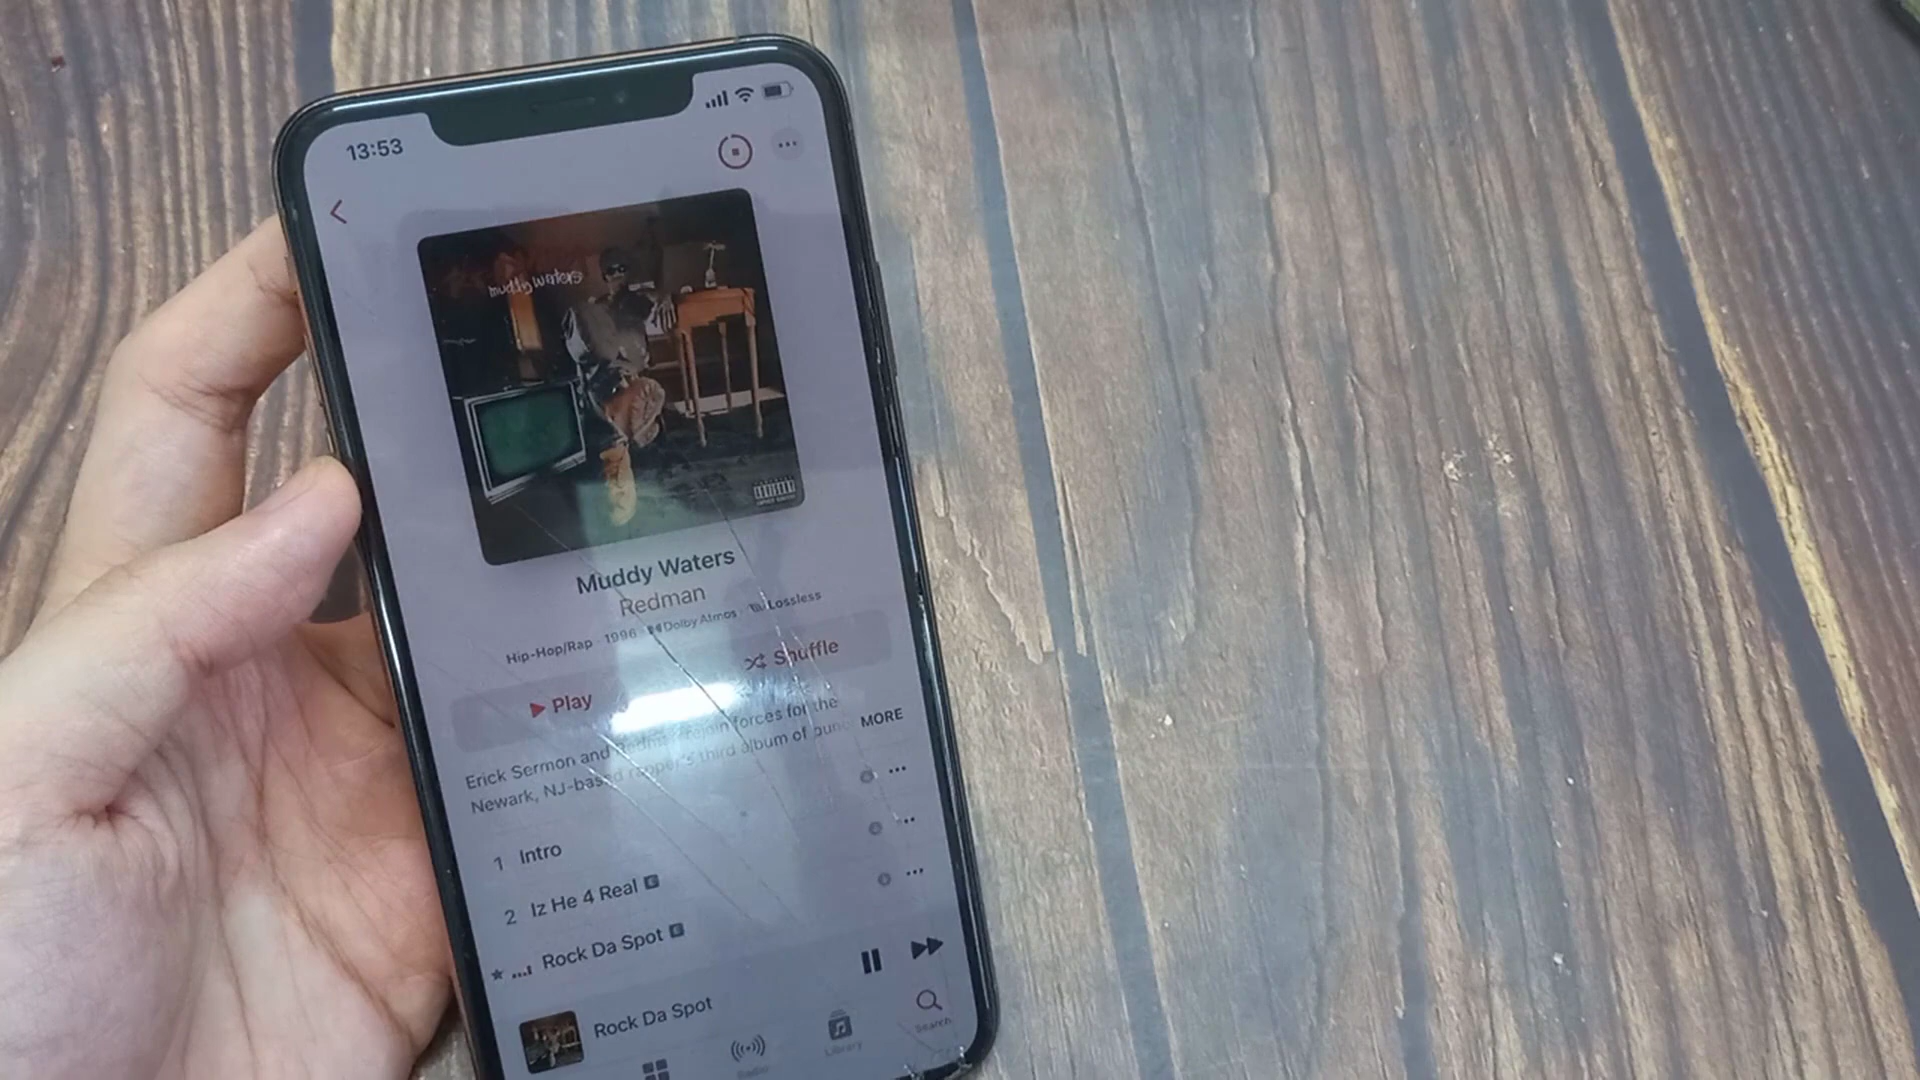 13:53
muddy waters
Muddy Waters
Redman
Hip-Hop/Rap · 1996 · Dolby Atmos · Lossless
Play
Shuffle
Erick Sermon and Redman rejoin forces for the
Newark, NJ-based rapper's third album of
MORE
1 Intro
2 Iz He 4 Real E
Rock Da Spot E
Rock Da Spot
Radio
Library
Search